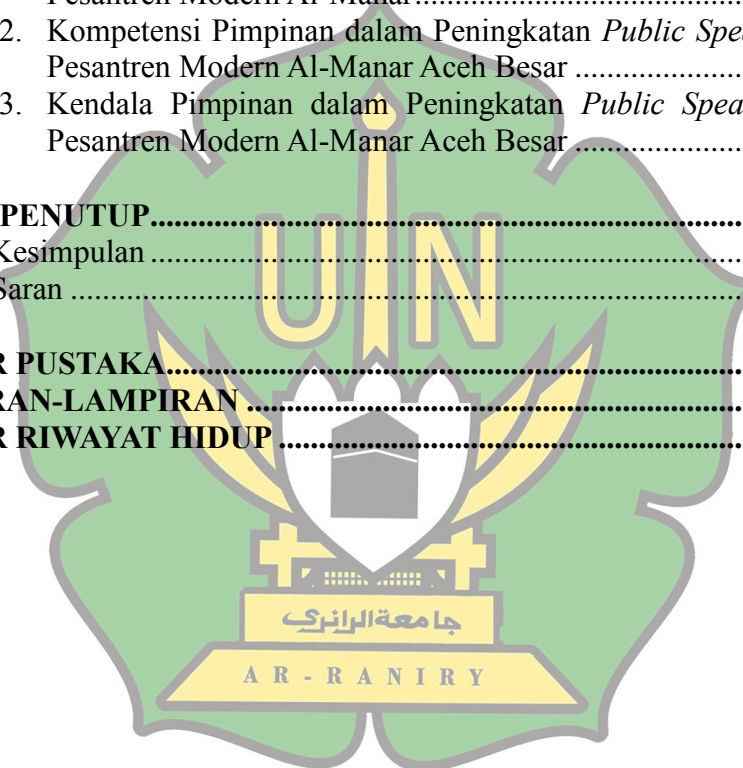 Pesantren Modern Al-Manar
2. Kompetensi Pimpinan dalam Peningkatan Public
Pesantren Modern Al-Manar Aceh Besar
3. Kendala Pimpinan dalam Peningkatan Public
Pesantren Modern Al-Manar Aceh Besar
PENUTUP
Kesimpulan
Saran
R PUSTAKA
RAN-LAMPIRAN
R RIWAYAT HIDUP
UIN
جامعة الرانري
AR-RANIRY